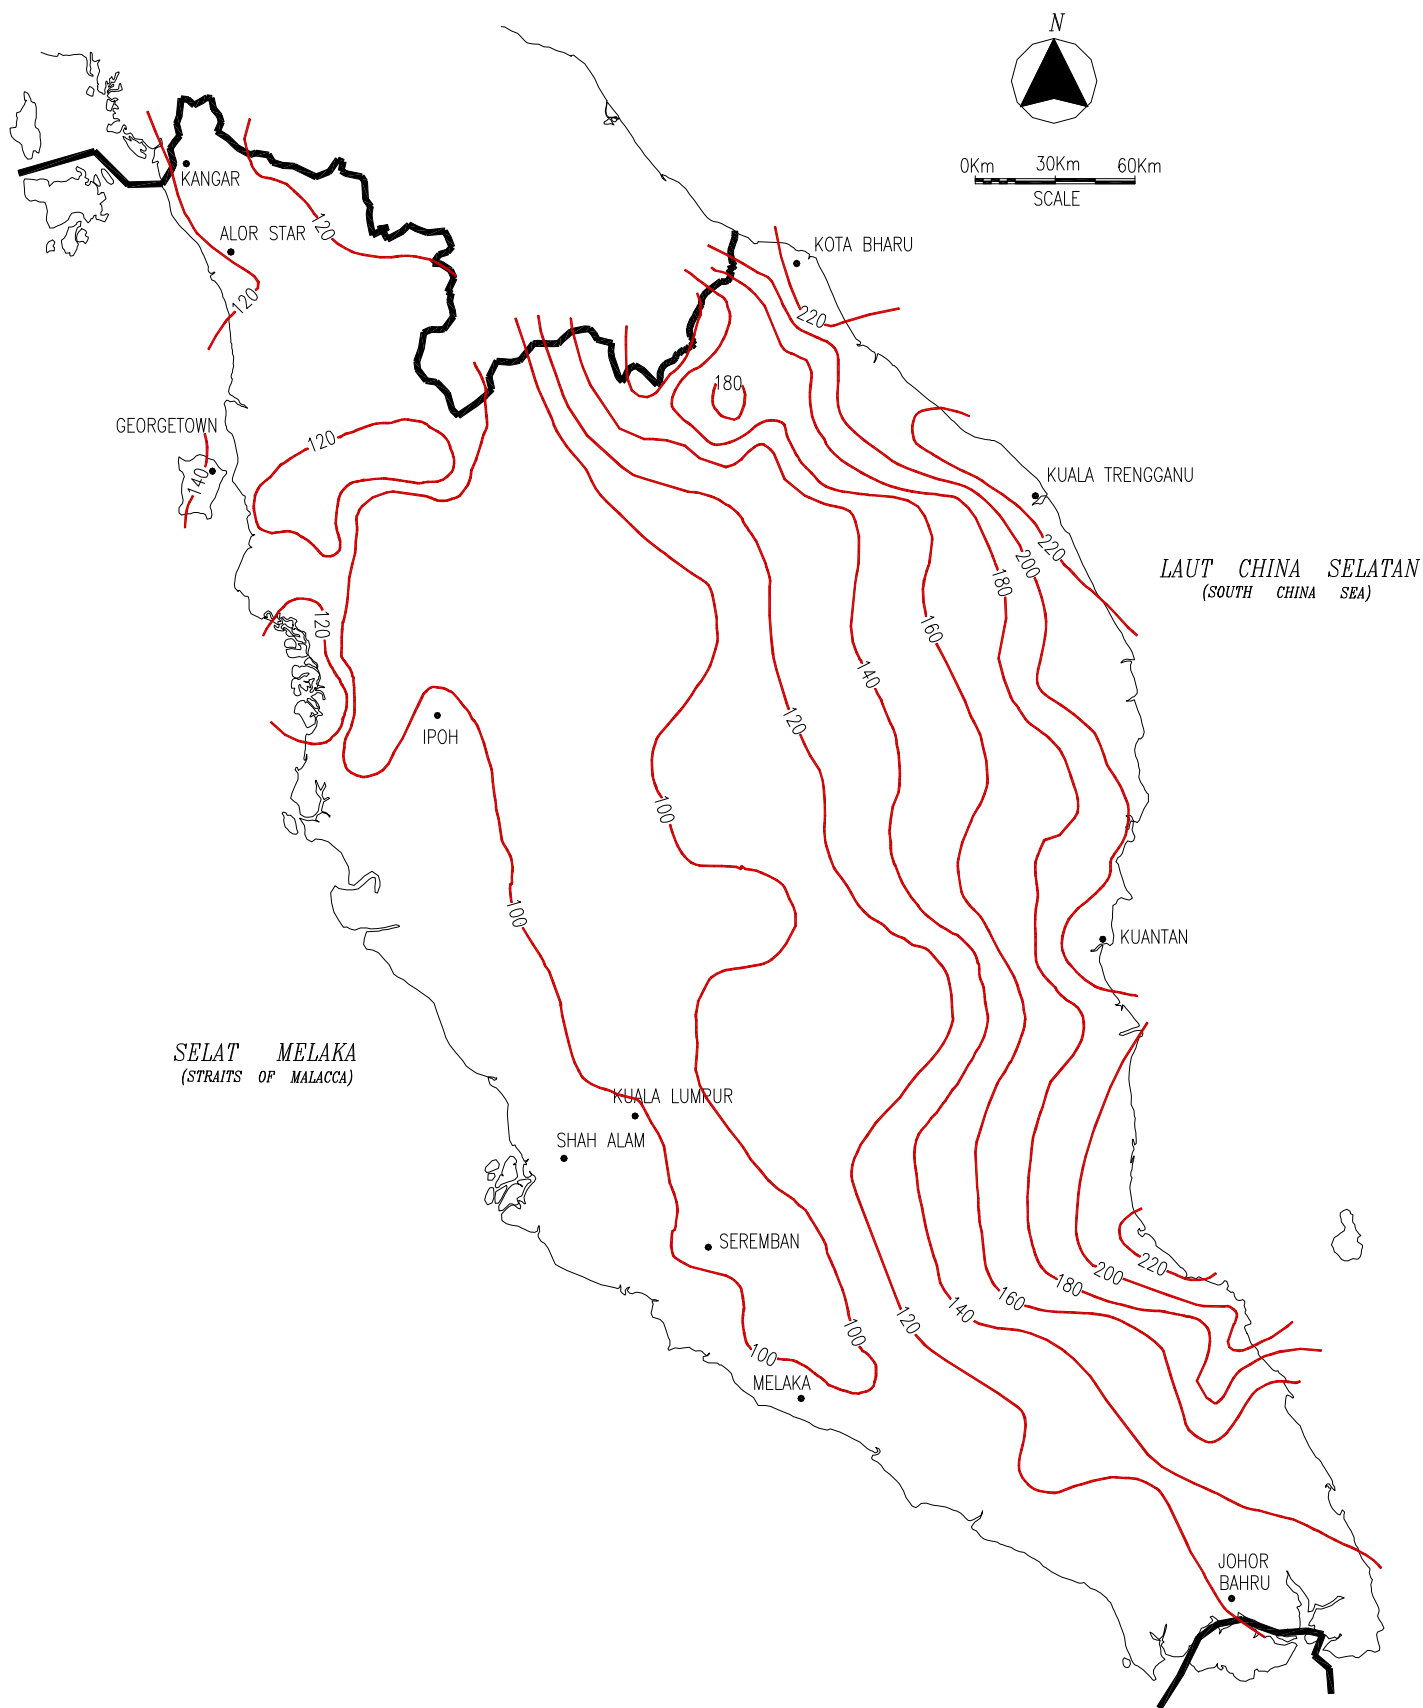 N
0Km 30Km 60Km
SCALE
KANGAR
ALOR STAR
120
120
KOTA BHARU
220
180
GEORGETOWN
120
140
KUALA TRENGGANU
220
200
180
LAUT CHINA SELATAN
(SOUTH CHINA SEA)
120
160
140
120
IPOH
100
100
KUANTAN
SELAT MELAKA
(STRAITS OF MALACCA)
KUALA LUMPUR
SHAH ALAM
SEREMBAN
220
200
180
160
140
120
100
100
MELAKA
JOHOR
BAHRU